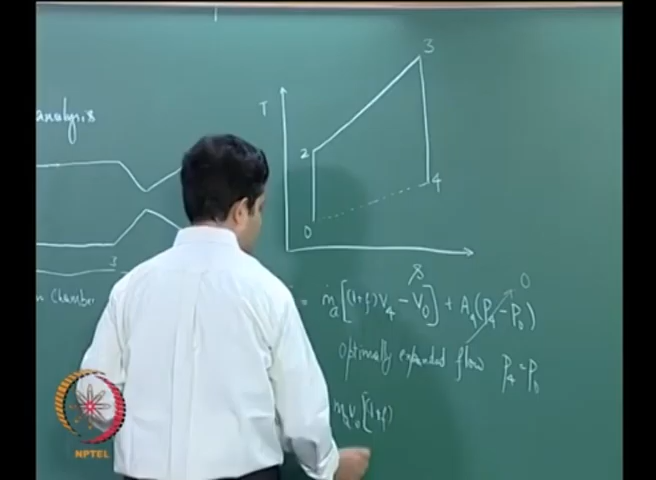 analysis
T
3
2
4
0
3
n Chamber
S
= ṁₐ[(1+f)V₄ − V₀] + A₄(p₄ − p₀) 0
Optimally expanded flow p₄ = p₀
ṁₐV₀[(1+f)
NPTEL